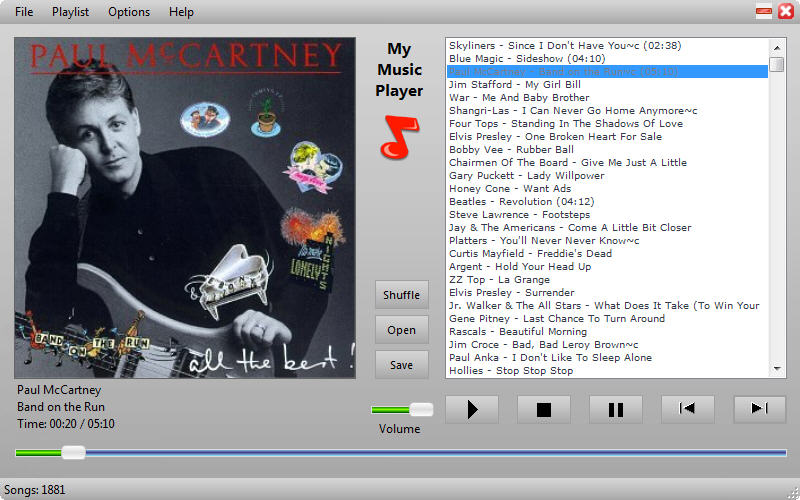 File Playlist Options Help
PAUL McCARTNEY
COMING UP
LONELY
NIGHTS
BAND ON THE RUN
all the best!
My
Music
Player
Shuffle
Open
Save
Skyliners - Since I Don't Have You~c (02:38)
Blue Magic - Sideshow (04:10)
Paul McCartney - Band on the Run~c (05:10)
Jim Stafford - My Girl Bill
War - Me And Baby Brother
Shangri-Las - I Can Never Go Home Anymore~c
Four Tops - Standing In The Shadows Of Love
Elvis Presley - One Broken Heart For Sale
Bobby Vee - Rubber Ball
Chairmen Of The Board - Give Me Just A Little
Gary Puckett - Lady Willpower
Honey Cone - Want Ads
Beatles - Revolution (04:12)
Steve Lawrence - Footsteps
Jay & The Americans - Come A Little Bit Closer
Platters - You'll Never Never Know~c
Curtis Mayfield - Freddie's Dead
Argent - Hold Your Head Up
ZZ Top - La Grange
Elvis Presley - Surrender
Jr. Walker & The All Stars - What Does It Take (To Win Your
Gene Pitney - Last Chance To Turn Around
Rascals - Beautiful Morning
Jim Croce - Bad, Bad Leroy Brown~c
Paul Anka - I Don't Like To Sleep Alone
Hollies - Stop Stop Stop
Paul McCartney
Band on the Run
Time: 00:20 / 05:10
Volume
Songs: 1881